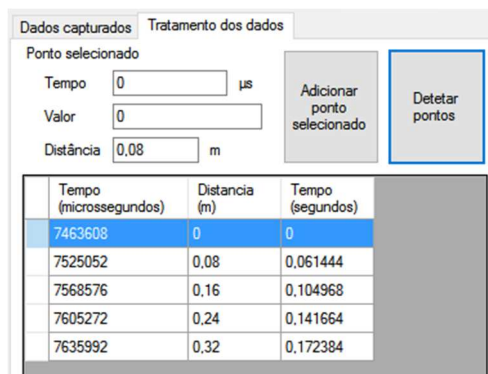 Dados capturados Tratamento dos dados
Ponto selecionado
Tempo 0 µs
Valor 0
Distância 0,08 m
Adicionar
ponto
selecionado
Detetar
pontos
Tempo (microssegundos) Distancia (m) Tempo (segundos)
7463608 0 0
7525052 0,08 0,061444
7568576 0,16 0,104968
7605272 0,24 0,141664
7635992 0,32 0,172384